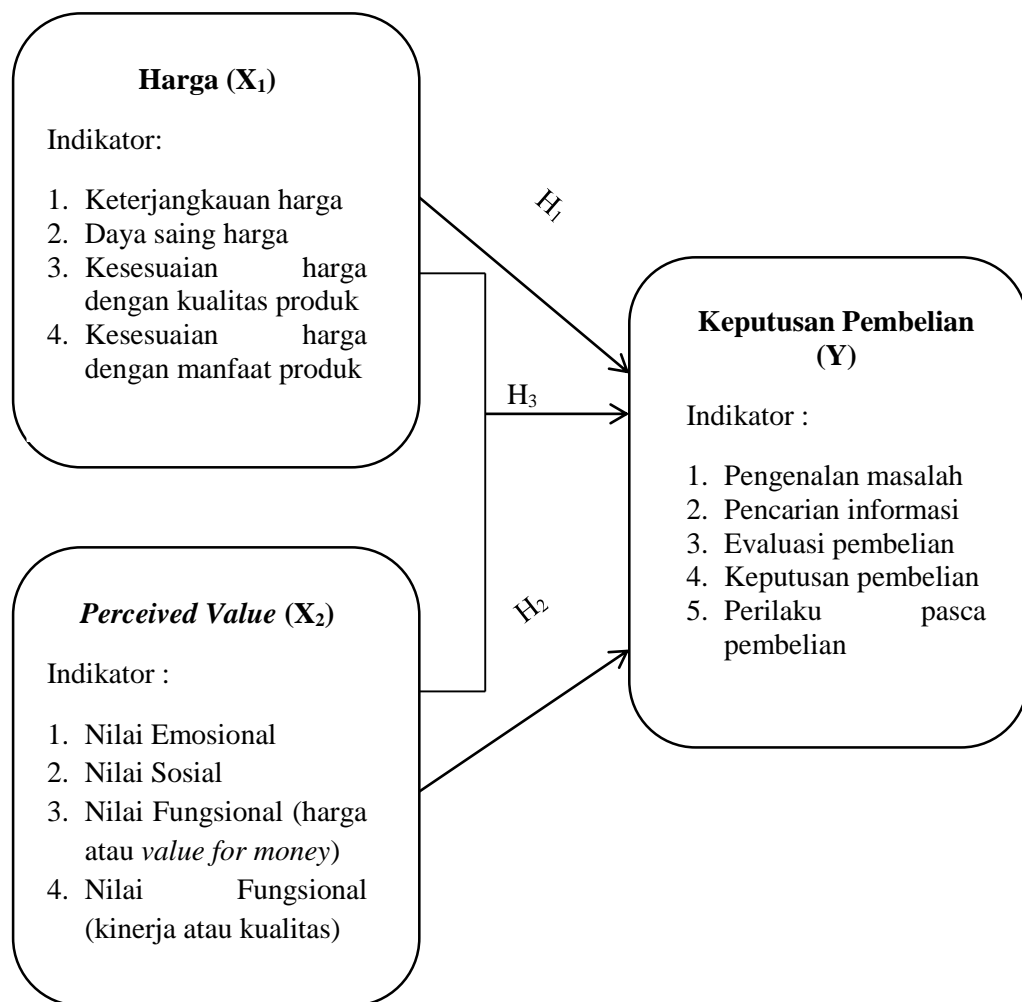 Harga (X₁)
Indikator:
1. Keterjangkauan harga
2. Daya saing harga
3. Kesesuaian harga
dengan kualitas produk
4. Kesesuaian harga
dengan manfaat produk
H₁
H₃
H₂
Perceived Value (X₂)
Indikator :
1. Nilai Emosional
2. Nilai Sosial
3. Nilai Fungsional (harga
atau value for money)
4. Nilai Fungsional
(kinerja atau kualitas)
Keputusan Pembelian
(Y)
Indikator :
1. Pengenalan masalah
2. Pencarian informasi
3. Evaluasi pembelian
4. Keputusan pembelian
5. Perilaku pasca
pembelian